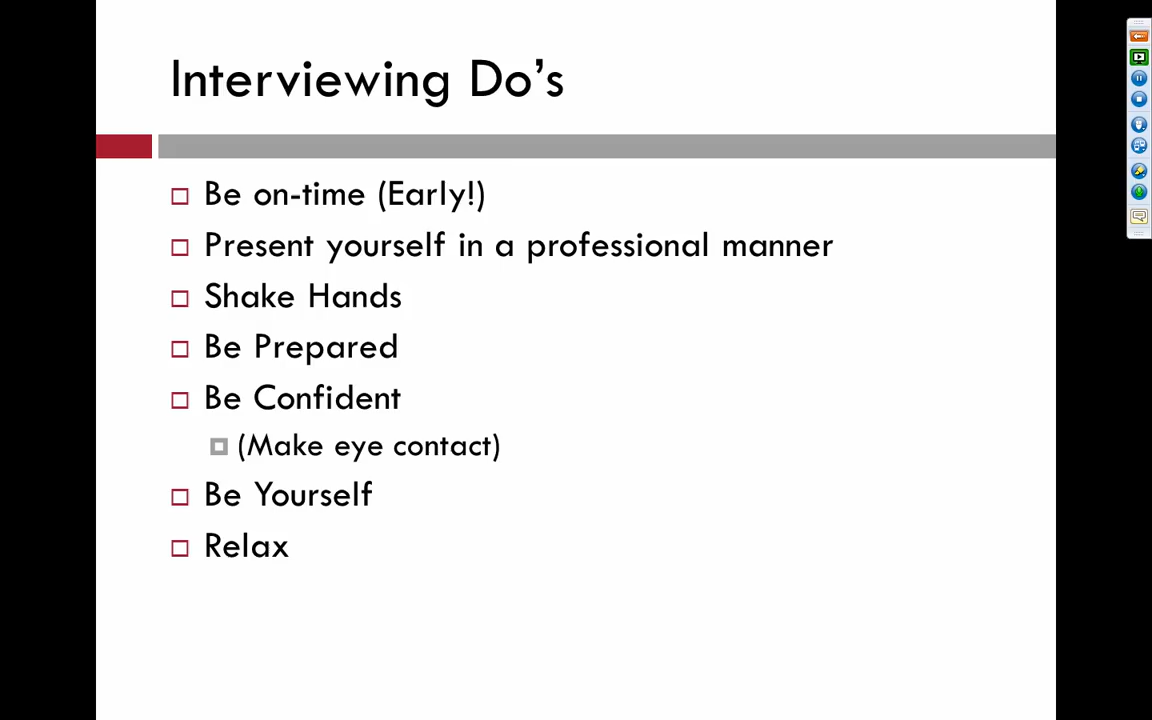 Interviewing Do’s
Be on-time (Early!)
Present yourself in a professional manner
Shake Hands
Be Prepared
Be Confident
(Make eye contact)
Be Yourself
Relax